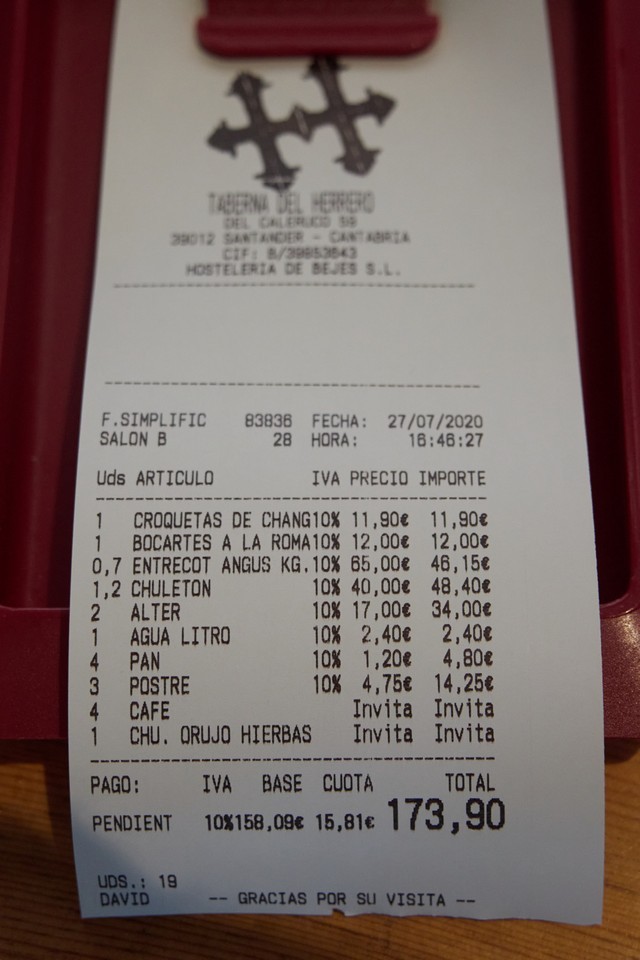 TABERNA DEL HERRERO
DEL CALERUCO 59
39012 SANTANDER - CANTABRIA
CIF: B/39853643
HOSTELERIA DE BEJES S.L.
F.SIMPLIFIC 83836 FECHA: 27/07/2020
SALON B 28 HORA: 16:46:27
Uds ARTICULO IVA PRECIO IMPORTE
1 CROQUETAS DE CHANG10% 11,90€ 11,90€
1 BOCARTES A LA ROMA10% 12,00€ 12,00€
0,7 ENTRECOT ANGUS KG.10% 65,00€ 46,15€
1,2 CHULETON 10% 40,00€ 48,40€
2 ALTER 10% 17,00€ 34,00€
1 AGUA LITRO 10% 2,40€ 2,40€
4 PAN 10% 1,20€ 4,80€
3 POSTRE 10% 4,75€ 14,25€
4 CAFE Invita Invita
1 CHU. ORUJO HIERBAS Invita Invita
PAGO: IVA BASE CUOTA TOTAL
PENDIENT 10%158,09€ 15,81€ 173,90
UDS.: 19
DAVID -- GRACIAS POR SU VISITA --